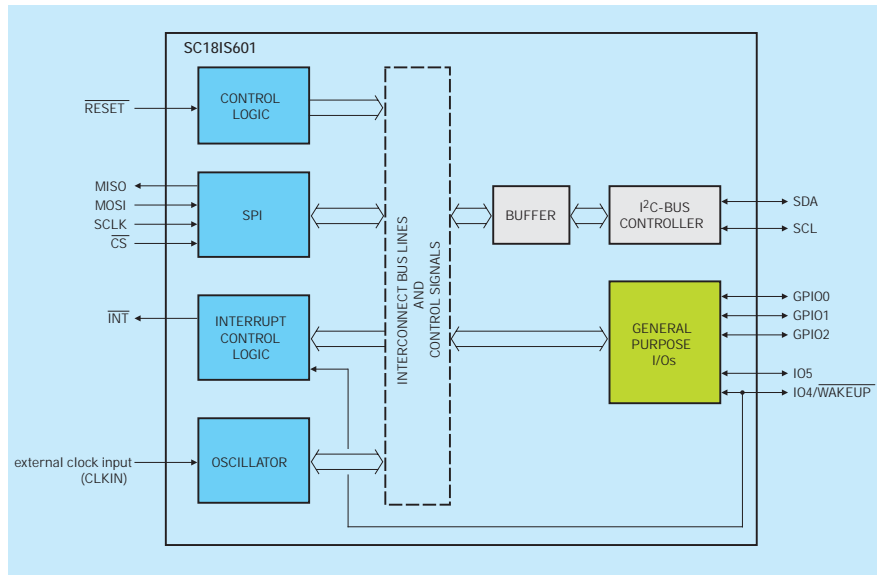 SC18IS601
RESET
CONTROL
LOGIC
MISO
MOSI
SCLK
CS
SPI
INT
INTERRUPT
CONTROL
LOGIC
external clock input
(CLKIN)
OSCILLATOR
INTERCONNECT BUS LINES
AND
CONTROL SIGNALS
BUFFER
I²C-BUS
CONTROLLER
SDA
SCL
GENERAL
PURPOSE
I/Os
GPIO0
GPIO1
GPIO2
IO5
IO4/WAKEUP